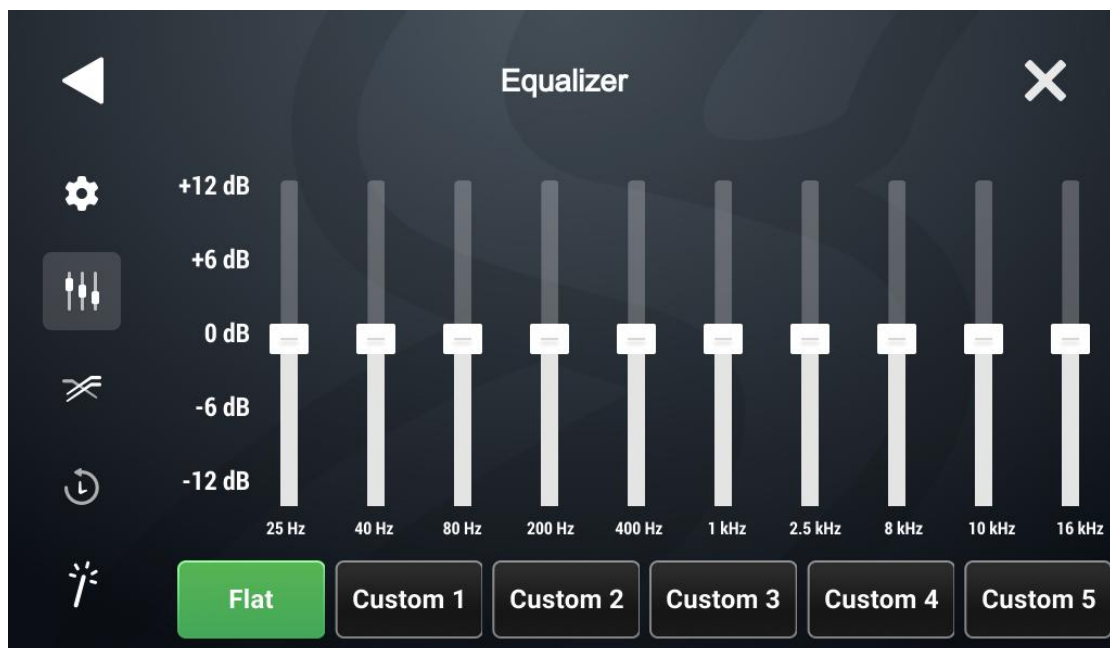 Equalizer
+12 dB
+6 dB
0 dB
-6 dB
-12 dB
25 Hz 40 Hz 80 Hz 200 Hz 400 Hz 1 kHz 2.5 kHz 8 kHz 10 kHz 16 kHz
Flat Custom 1 Custom 2 Custom 3 Custom 4 Custom 5